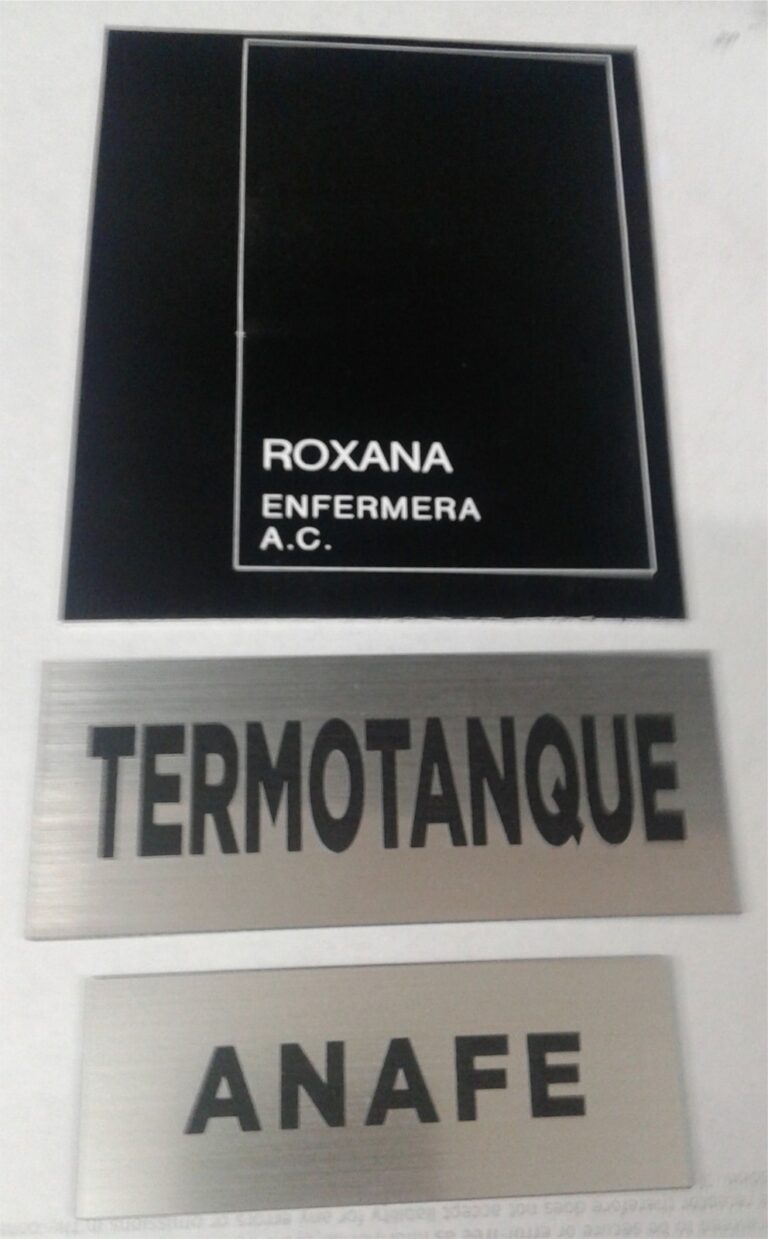 ROXANA
ENFERMERA
A.C.
TERMOTANQUE
ANAFE